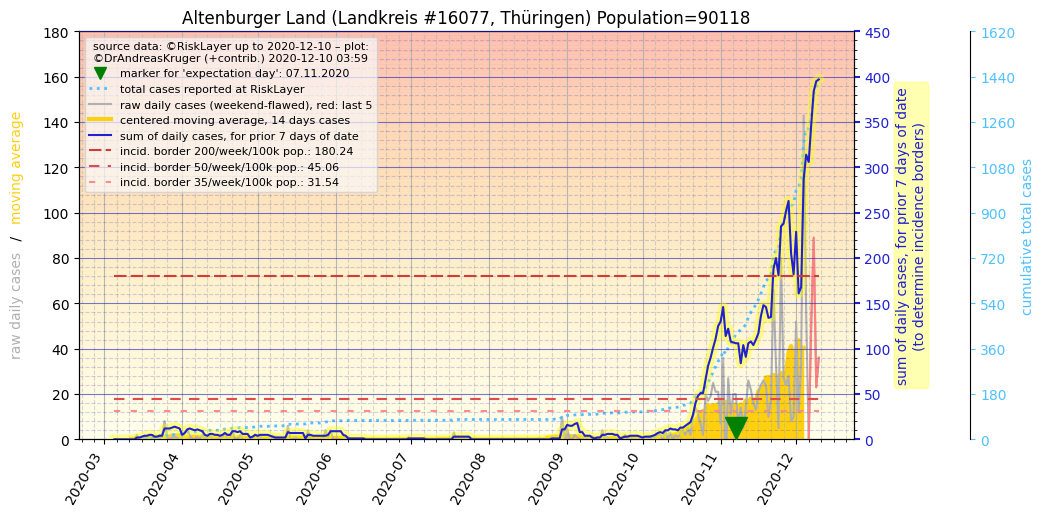 Altenburger Land (Landkreis #16077, Thüringen) Population=90118
source data: ©RiskLayer up to 2020-12-10 – plot:
©DrAndreasKruger (+contrib.) 2020-12-10 03:59
marker for 'expectation day': 07.11.2020
total cases reported at RiskLayer
raw daily cases (weekend-flawed), red: last 5
centered moving average, 14 days cases
sum of daily cases, for prior 7 days of date
incid. border 200/week/100k pop.: 180.24
incid. border 50/week/100k pop.: 45.06
incid. border 35/week/100k pop.: 31.54
raw daily cases / moving average
180
160
140
120
100
80
60
40
20
0
2020-03
2020-04
2020-05
2020-06
2020-07
2020-08
2020-09
2020-10
2020-11
2020-12
450
400
350
300
250
200
150
100
50
0
sum of daily cases, for prior 7 days of date
(to determine incidence borders)
1620
1440
1260
1080
900
720
540
360
180
0
cumulative total cases